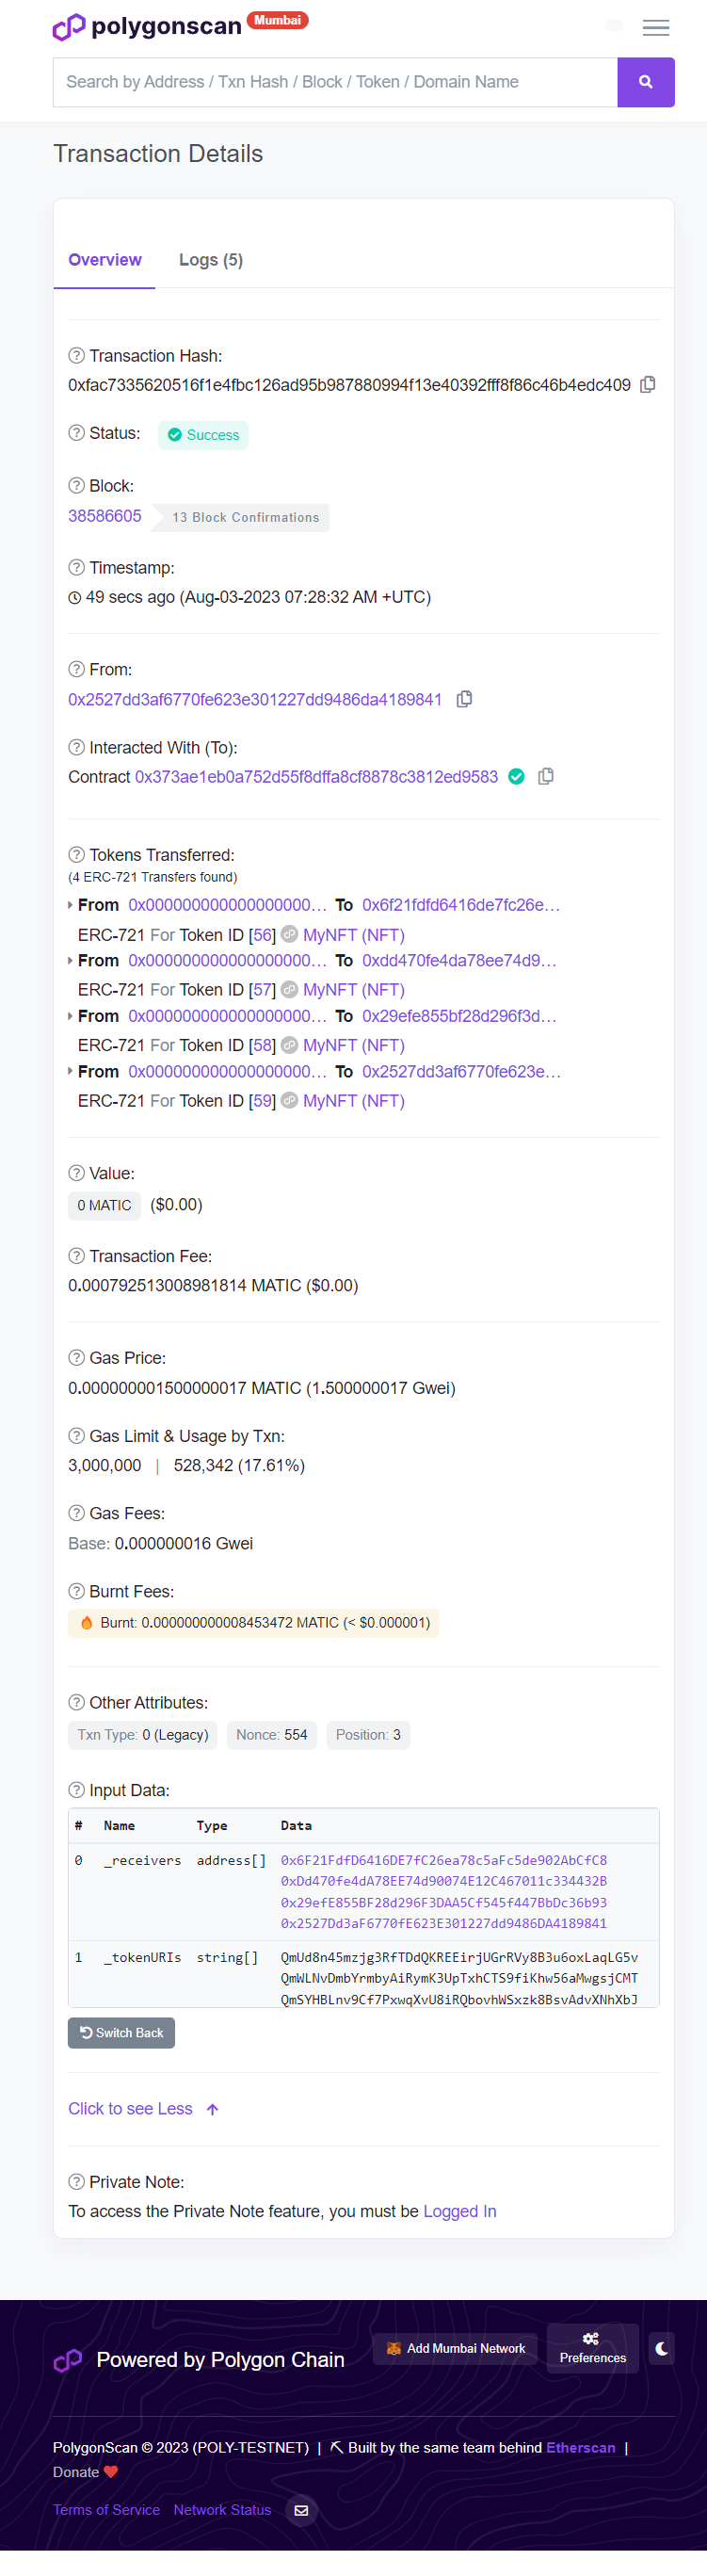 polygonscan Mumbai
Search by Address / Txn Hash / Block / Token / Domain Name
Transaction Details
Overview Logs (5)
Transaction Hash:
0xfac7335620516f1e4fbc126ad95b987880994f13e40392fff8f86c46b4edc409
Status: Success
Block:
38586605 13 Block Confirmations
Timestamp:
49 secs ago (Aug-03-2023 07:28:32 AM +UTC)
From:
0x2527dd3af6770fe623e301227dd9486da4189841
Interacted With (To):
Contract 0x373ae1eb0a752d55f8dffa8cf8878c3812ed9583
Tokens Transferred:
(4 ERC-721 Transfers found)
From 0x000000000000000000... To 0x6f21fdfd6416de7fc26e...
ERC-721 For Token ID [56] MyNFT (NFT)
From 0x000000000000000000... To 0xdd470fe4da78ee74d9...
ERC-721 For Token ID [57] MyNFT (NFT)
From 0x000000000000000000... To 0x29efe855bf28d296f3d...
ERC-721 For Token ID [58] MyNFT (NFT)
From 0x000000000000000000... To 0x2527dd3af6770fe623e...
ERC-721 For Token ID [59] MyNFT (NFT)
Value:
0 MATIC ($0.00)
Transaction Fee:
0.000792513008981814 MATIC ($0.00)
Gas Price:
0.000000001500000017 MATIC (1.500000017 Gwei)
Gas Limit & Usage by Txn:
3,000,000 | 528,342 (17.61%)
Gas Fees:
Base: 0.000000016 Gwei
Burnt Fees:
Burnt: 0.000000000008453472 MATIC (< $0.000001)
Other Attributes:
Txn Type: 0 (Legacy) Nonce: 554 Position: 3
Input Data:
# Name Type Data
0 _receivers address[] 0x6F21FdfD6416DE7fC26ea78c5aFc5de902AbCfC8
0xDd470fe4dA78EE74d90074E12C467011c334432B
0x29efE855BF28d296F3DAA5Cf545f447BbDc36b93
0x2527Dd3aF6770fE623E301227dd9486DA4189841
1 _tokenURIs string[] QmUd8n45mzjg3RfTDdQKREEirjUGrRVy8B3u6oxLaqLG5v
QmWLNvDmbYrmbyAiRymK3UpTxhCTS9fiKhw56aMwgsjCMT
QmSYHBLnv9Cf7PxwqXvU8iRQbovhWSxzk8BsvAdvXNhXbJ
Switch Back
Click to see Less
Private Note:
To access the Private Note feature, you must be Logged In
Powered by Polygon Chain Add Mumbai Network Preferences
PolygonScan © 2023 (POLY-TESTNET) | Built by the same team behind Etherscan |
Donate
Terms of Service Network Status